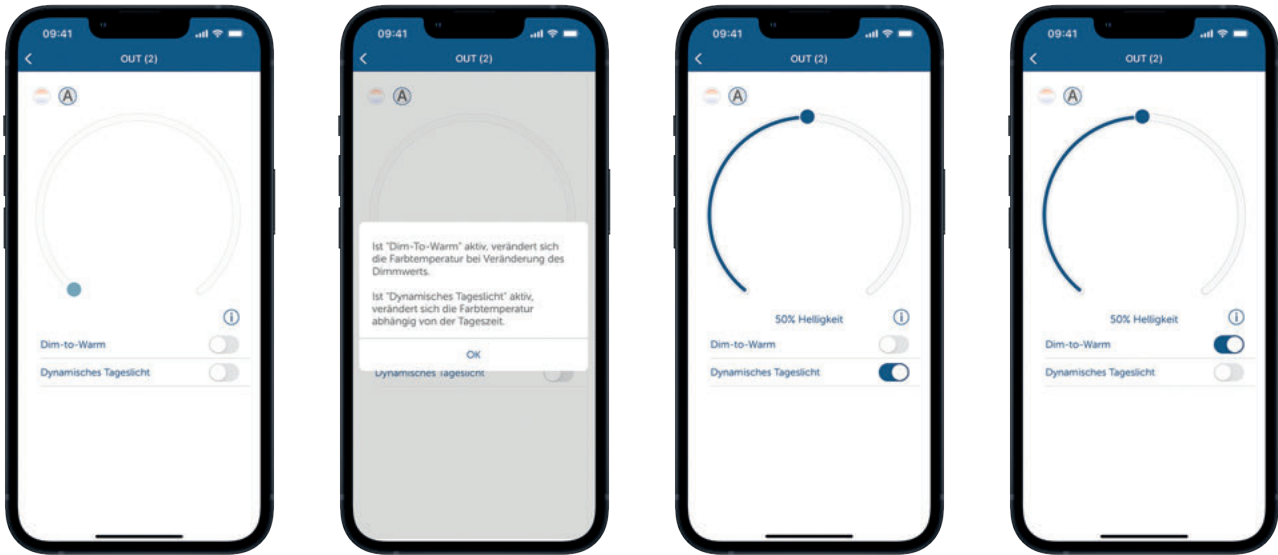 09:41
OUT (2)
A
Dim-to-Warm
Dynamisches Tageslicht
09:41
OUT (2)
A
Ist "Dim-To-Warm" aktiv, verändert sich
die Farbtemperatur bei Veränderung des
Dimmwerts.
Ist "Dynamisches Tageslicht" aktiv,
verändert sich die Farbtemperatur
abhängig von der Tageszeit.
OK
Dynamisches Tageslicht
09:41
OUT (2)
A
50% Helligkeit
Dim-to-Warm
Dynamisches Tageslicht
09:41
OUT (2)
A
50% Helligkeit
Dim-to-Warm
Dynamisches Tageslicht